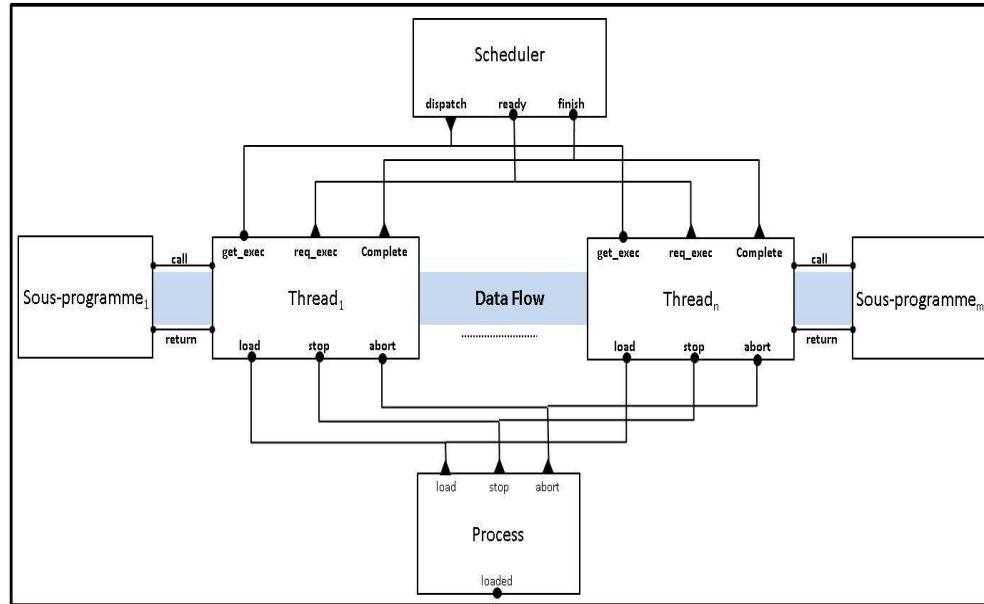 Scheduler
dispatch ready finish
get_exec req_exec Complete
get_exec req_exec Complete
call
call
Sous-programme1
Thread1
Data Flow
Threadn
Sous-programmem
...................
return
return
load stop abort
load stop abort
load stop abort
Process
loaded